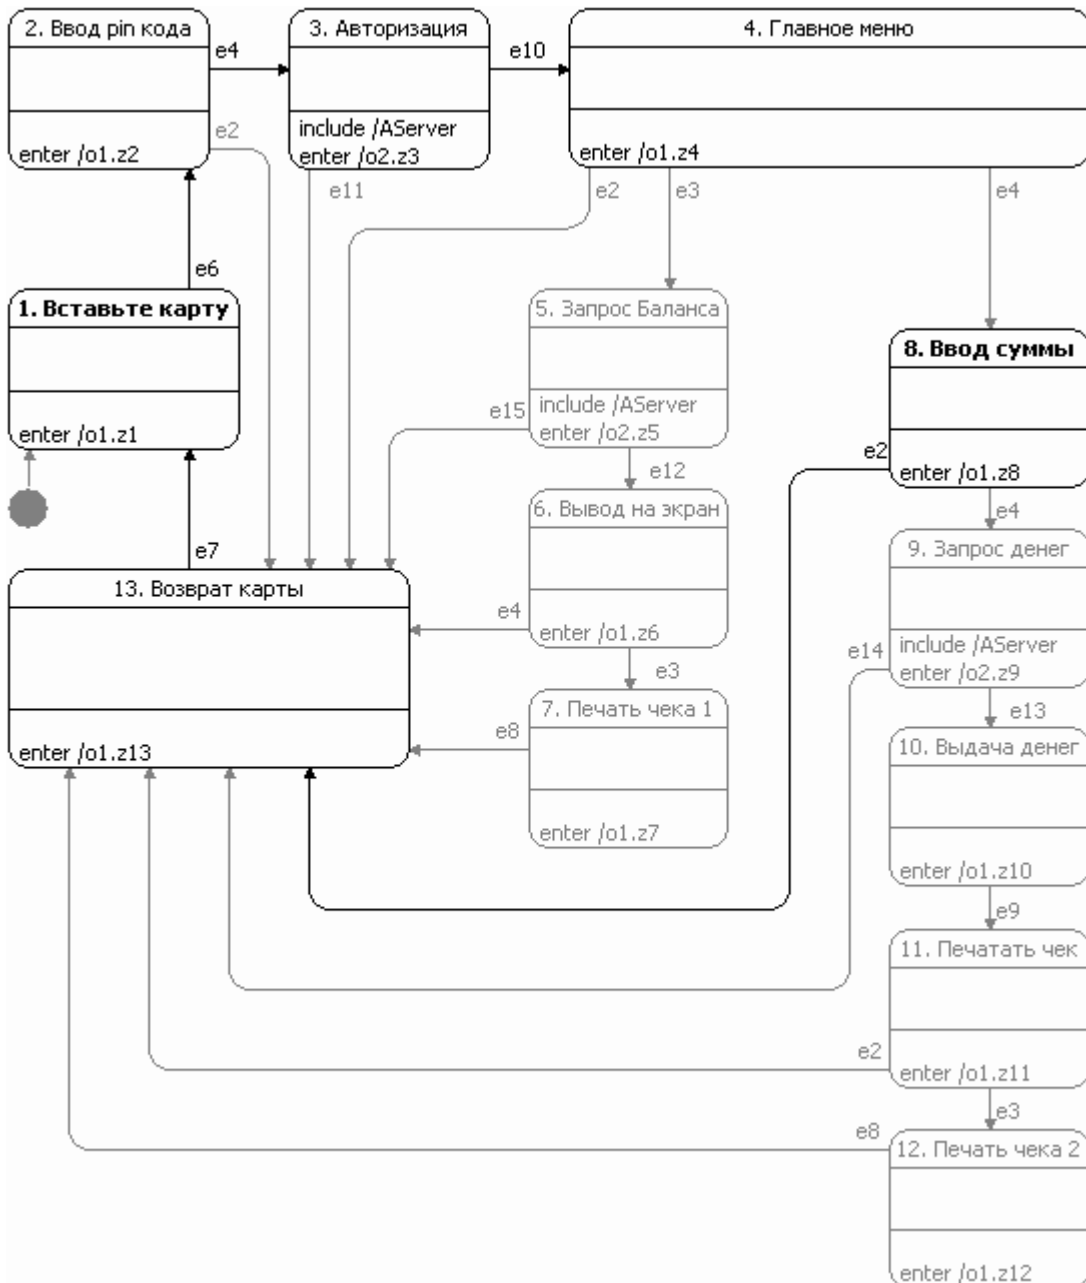 2. Ввод pin кода
enter /o1.z2
e4
e2
3. Авторизация
include /AServer
enter /o2.z3
e10
e11
4. Главное меню
enter /o1.z4
e2
e3
e4
e6
1. Вставьте карту
enter /o1.z1
5. Запрос Баланса
include /AServer
enter /o2.z5
e15
e12
8. Ввод суммы
enter /o1.z8
e2
e4
6. Вывод на экран
enter /o1.z6
e4
e3
9. Запрос денег
include /AServer
enter /o2.z9
e14
e13
e7
13. Возврат карты
enter /o1.z13
7. Печать чека 1
enter /o1.z7
e8
10. Выдача денег
enter /o1.z10
e9
11. Печатать чек
enter /o1.z11
e2
e3
12. Печать чека 2
enter /o1.z12
e8